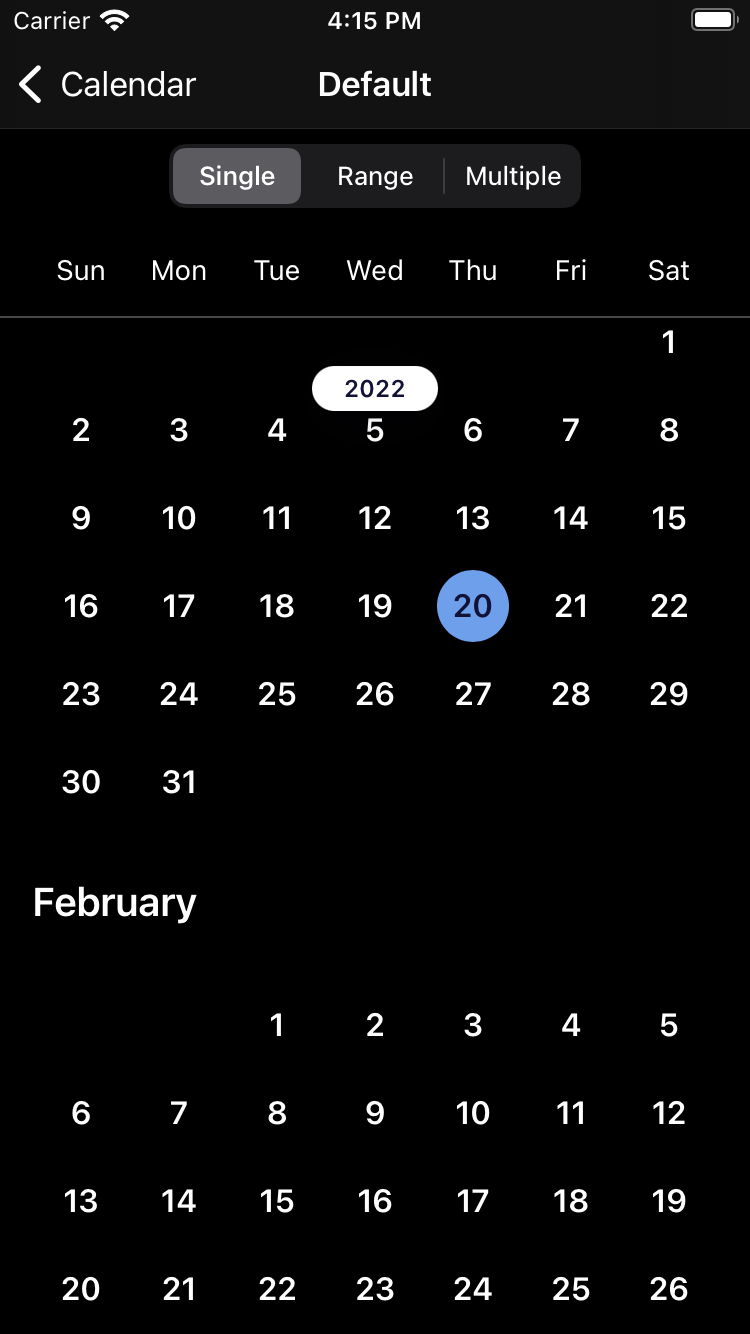 Carrier 4:15 PM
Calendar Default
Single Range Multiple
Sun Mon Tue Wed Thu Fri Sat
1
2022
2 3 4 5 6 7 8
9 10 11 12 13 14 15
16 17 18 19 20 21 22
23 24 25 26 27 28 29
30 31
February
1 2 3 4 5
6 7 8 9 10 11 12
13 14 15 16 17 18 19
20 21 22 23 24 25 26